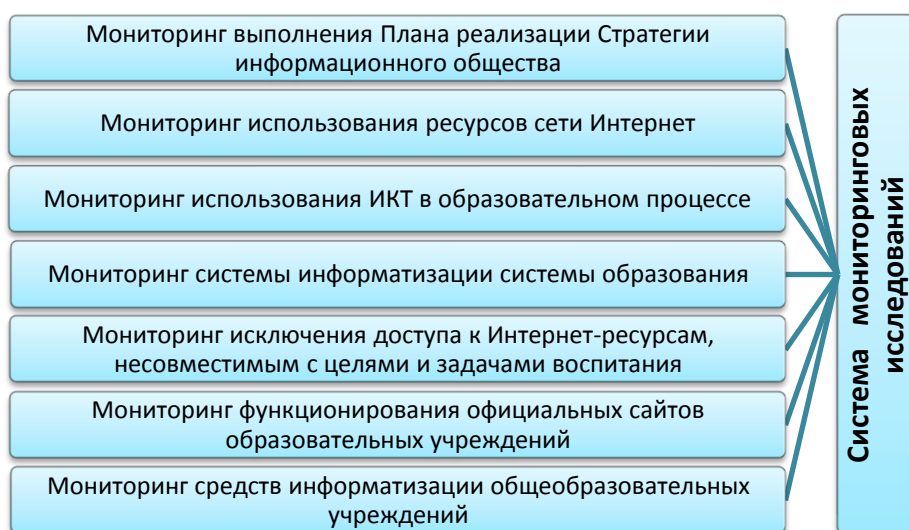 Мониторинг выполнения Плана реализации Стратегии
информационного общества
Мониторинг использования ресурсов сети Интернет
Мониторинг использования ИКТ в образовательном процессе
Мониторинг системы информатизации системы образования
Мониторинг исключения доступа к Интернет-ресурсам,
несовместимым с целями и задачами воспитания
Мониторинг функционирования официальных сайтов
образовательных учреждений
Мониторинг средств информатизации общеобразовательных
учреждений
Система мониторинговых
исследований